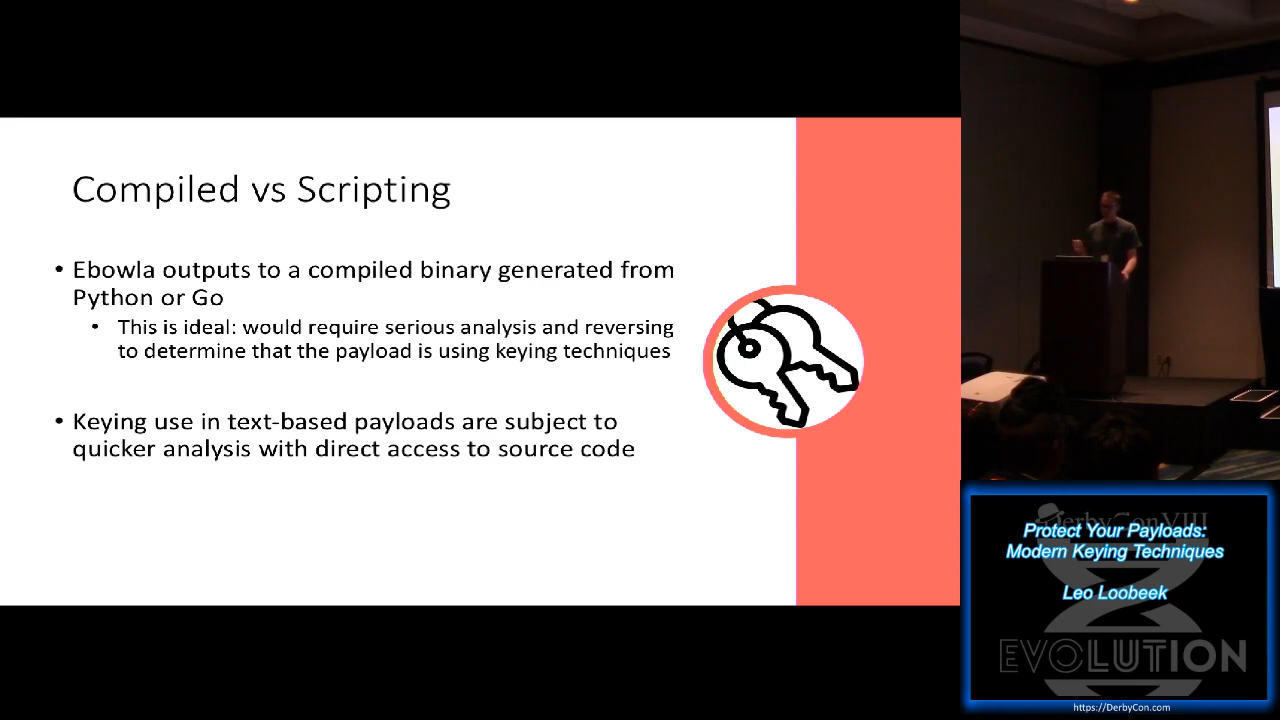 Compiled vs Scripting
• Ebowla outputs to a compiled binary generated from
Python or Go
• This is ideal: would require serious analysis and reversing
to determine that the payload is using keying techniques
• Keying use in text-based payloads are subject to
quicker analysis with direct access to source code
DerbyCon VIII
Protect Your Payloads:
Modern Keying Techniques
Leo Loobeek
EVOLUTION
https://DerbyCon.com